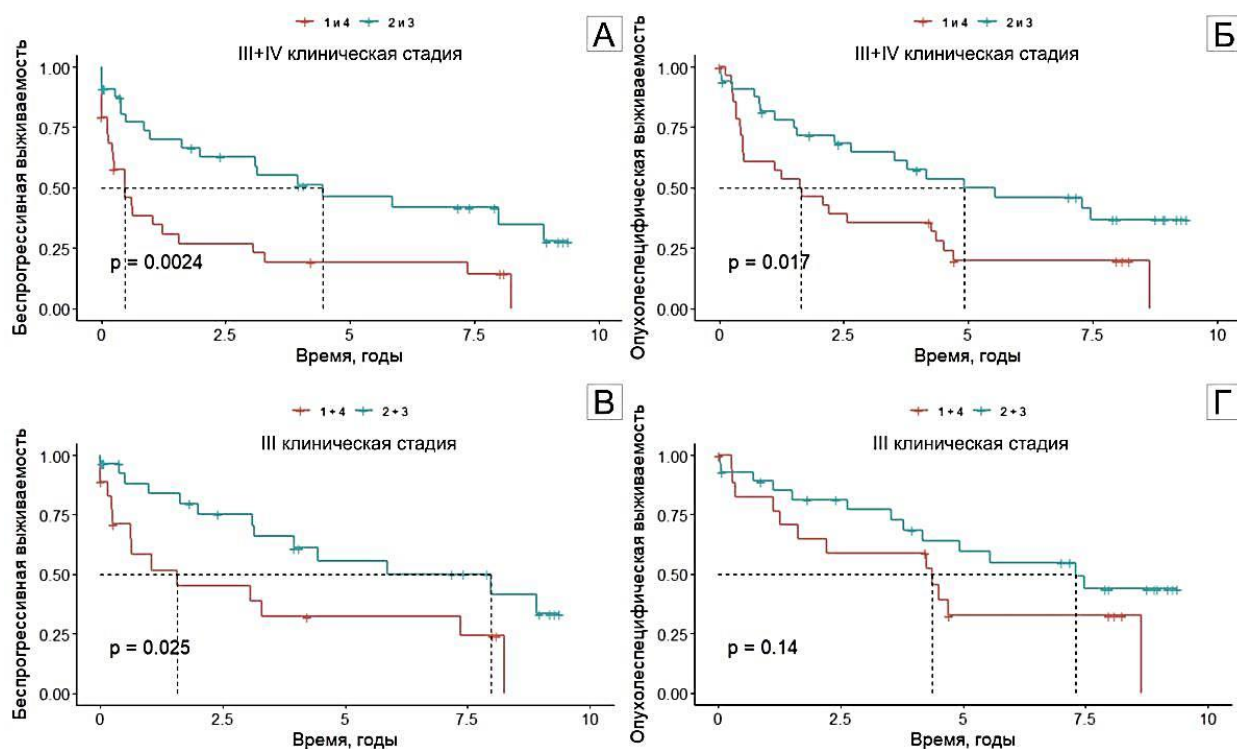 1 и 4 2 и 3
А
III+IV клиническая стадия
Беспрогрессивная выживаемость
1.00
0.75
0.50
0.25
0.00
p = 0.0024
0 2.5 5 7.5 10
Время, годы
1 и 4 2 и 3
Б
III+IV клиническая стадия
Опухолеспецифическая выживаемость
1.00
0.75
0.50
0.25
0.00
p = 0.017
0 2.5 5 7.5 10
Время, годы
1 + 4 2 + 3
В
III клиническая стадия
Беспрогрессивная выживаемость
1.00
0.75
0.50
0.25
0.00
p = 0.025
0 2.5 5 7.5 10
Время, годы
1 + 4 2 + 3
Г
III клиническая стадия
Опухолеспецифическая выживаемость
1.00
0.75
0.50
0.25
0.00
p = 0.14
0 2.5 5 7.5 10
Время, годы